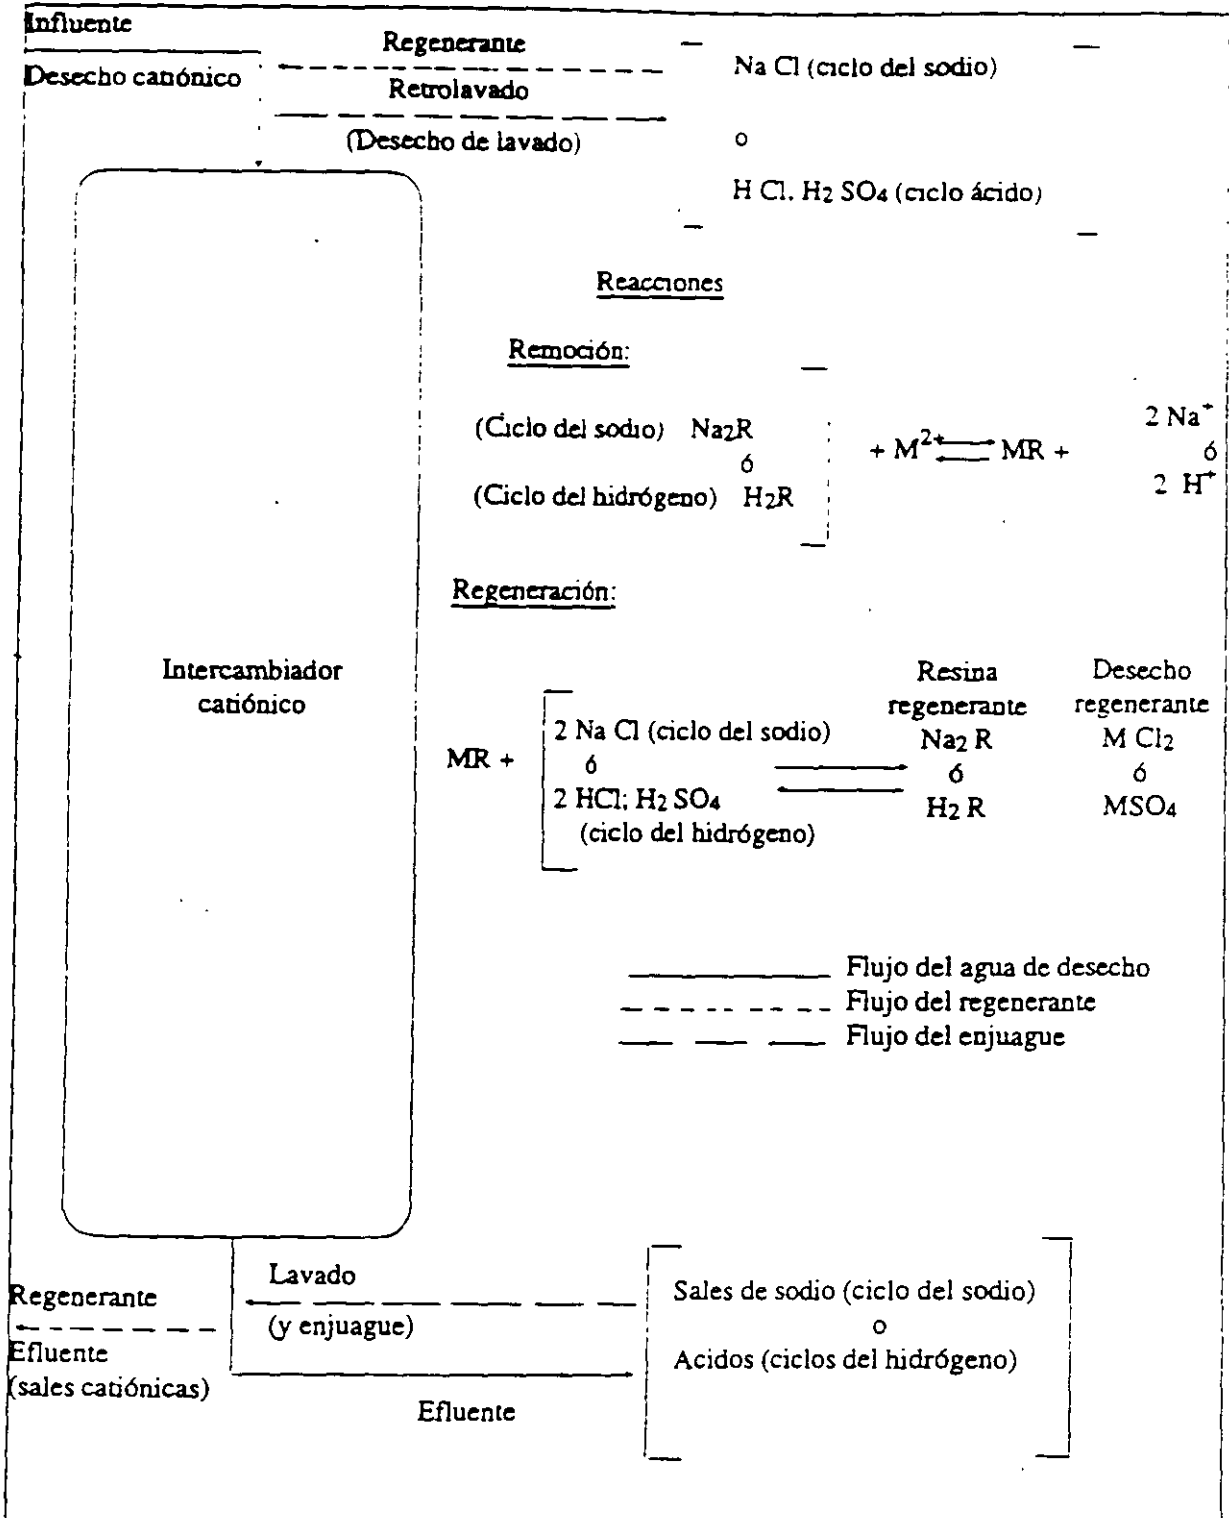 Influente
Desecho catiónico
Regenerante
Retrolavado
(Desecho de lavado)
Na Cl (ciclo del sodio)
o
H Cl. H₂ SO₄ (ciclo ácido)
Reacciones
Remoción:
(Ciclo del sodio) Na₂R
ó
(Ciclo del hidrógeno) H₂R
+ M²⁺ ⇄ MR +
2 Na⁺
ó
2 H⁺
Regeneración:
Intercambiador
catiónico
MR +
2 Na Cl (ciclo del sodio)
ó
2 HCl; H₂ SO₄
(ciclo del hidrógeno)
Resina
regenerante
Na₂ R
ó
H₂ R
Desecho
regenerante
M Cl₂
ó
MSO₄
Flujo del agua de desecho
Flujo del regenerante
Flujo del enjuague
Regenerante
Efluente
(sales catiónicas)
Lavado
(y enjuague)
Efluente
Sales de sodio (ciclo del sodio)
o
Acidos (ciclos del hidrógeno)